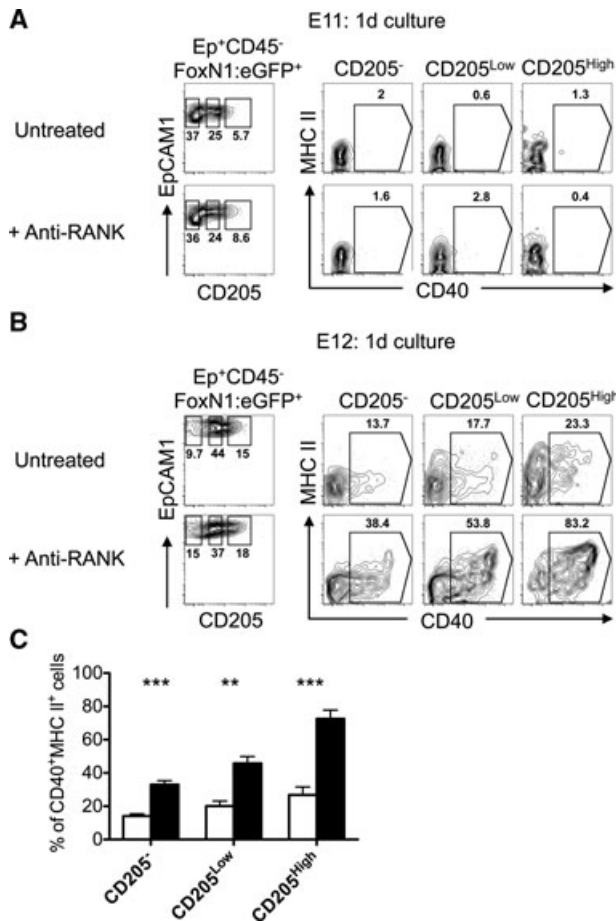 A
E11: 1d culture
Ep⁺CD45⁻
FoxN1:eGFP⁺
CD205⁻ CD205ᴸᵒʷ CD205ᴴⁱᵍʰ
Untreated
EpCAM1
37 25 5.7
MHC II
2 0.6 1.3
+ Anti-RANK
36 24 8.6
1.6 2.8 0.4
CD205
CD40
B
E12: 1d culture
Ep⁺CD45⁻
FoxN1:eGFP⁺
CD205⁻ CD205ᴸᵒʷ CD205ᴴⁱᵍʰ
Untreated
EpCAM1
9.7 44 15
MHC II
13.7 17.7 23.3
+ Anti-RANK
15 37 18
38.4 53.8 83.2
CD205
CD40
C
% of CD40⁺MHC II⁺ cells
100
80
60
40
20
0
*** ** ***
CD205⁻ CD205ᴸᵒʷ CD205ᴴⁱᵍʰ